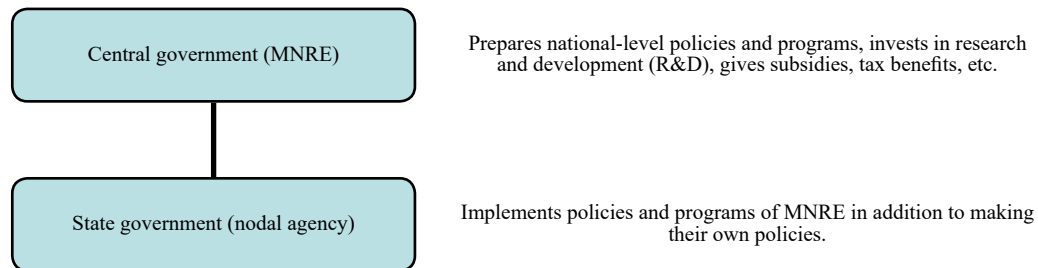 Central government (MNRE)
Prepares national-level policies and programs, invests in research
and development (R&D), gives subsidies, tax benefits, etc.
State government (nodal agency)
Implements policies and programs of MNRE in addition to making
their own policies.